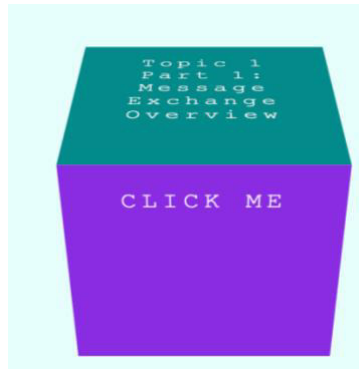 Topic 1
Part 1:
Message
Exchange
Overview
CLICK ME